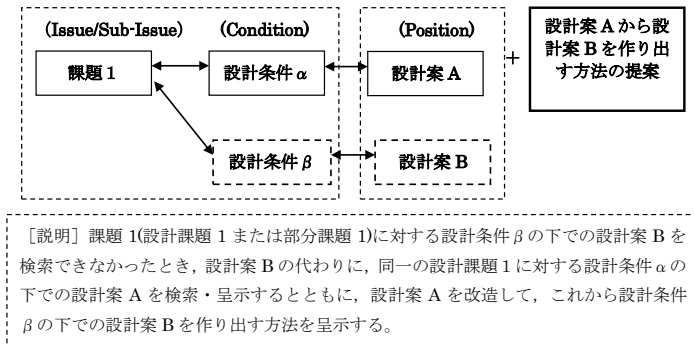 (Issue/Sub-Issue) (Condition) (Position)
課題1 設計条件α 設計案A + 設計案Aから設
計案Bを作り出
す方法の提案
設計条件β 設計案B
［説明］課題 1(設計課題 1 または部分課題 1)に対する設計条件βの下での設計案 B を
検索できなかったとき，設計案 B の代わりに，同一の設計課題 1 に対する設計条件αの
下での設計案 A を検索・呈示するとともに，設計案 A を改造して，これから設計条件
βの下での設計案 B を作り出す方法を呈示する。